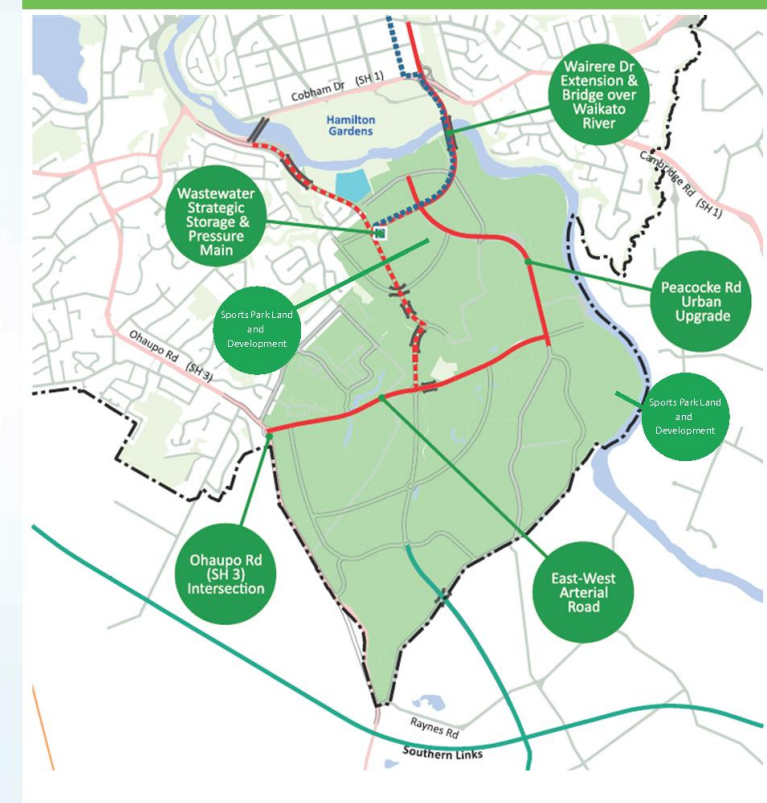 Wairere Dr
Extension &
Bridge over
Waikato
River
Cobham Dr (SH 1)
Hamilton
Gardens
Cambridge Rd (SH 1)
Wastewater
Strategic
Storage &
Pressure
Main
Peacocke Rd
Urban
Upgrade
Sports Park Land
and
Development
Ohaupo Rd (SH 3)
Sports Park Land
and
Development
Ohaupo Rd
(SH 3)
Intersection
East-West
Arterial
Road
Raynes Rd
Southern Links